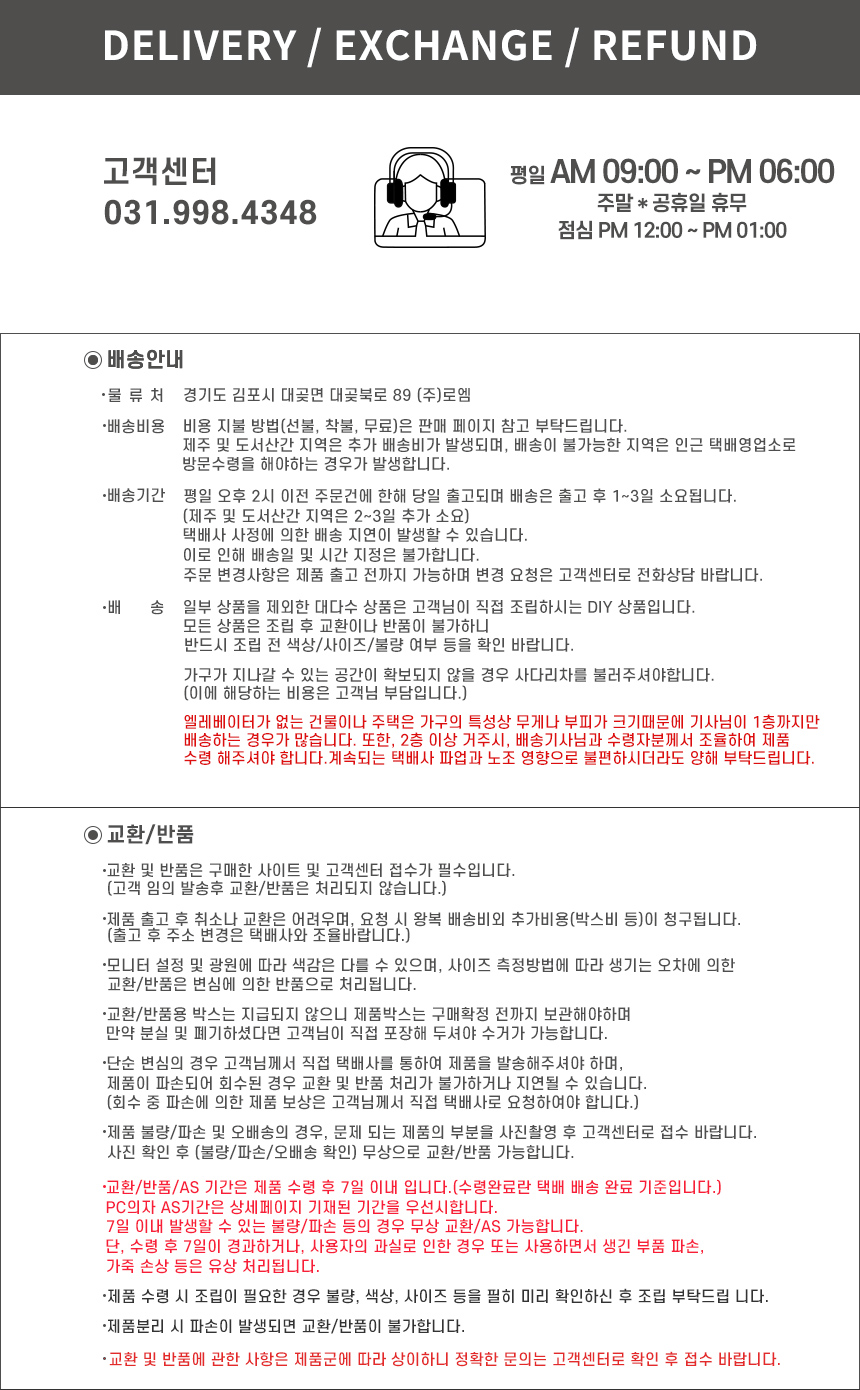 DELIVERY / EXCHANGE / REFUND
고객센터
031.998.4348
평일 AM 09:00 ~ PM 06:00
주말 * 공휴일 휴무
점심 PM 12:00 ~ PM 01:00
◉ 배송안내
·물 류 처 경기도 김포시 대곶면 대곶북로 89 (주)로엠
·배송비용 비용 지불 방법(선불, 착불, 무료)은 판매 페이지 참고 부탁드립니다.
제주 및 도서산간 지역은 추가 배송비가 발생되며, 배송이 불가능한 지역은 인근 택배영업소로
방문수령을 해야하는 경우가 발생합니다.
·배송기간 평일 오후 2시 이전 주문건에 한해 당일 출고되며 배송은 출고 후 1~3일 소요됩니다.
(제주 및 도서산간 지역은 2~3일 추가 소요)
택배사 사정에 의한 배송 지연이 발생할 수 있습니다.
이로 인해 배송일 및 시간 지정은 불가합니다.
주문 변경사항은 제품 출고 전까지 가능하며 변경 요청은 고객센터로 전화상담 바랍니다.
·배 송 일부 상품을 제외한 대다수 상품은 고객님이 직접 조립하시는 DIY 상품입니다.
모든 상품은 조립 후 교환이나 반품이 불가하니
반드시 조립 전 색상/사이즈/불량 여부 등을 확인 바랍니다.
가구가 지나갈 수 있는 공간이 확보되지 않을 경우 사다리차를 불러주셔야합니다.
(이에 해당하는 비용은 고객님 부담입니다.)
엘레베이터가 없는 건물이나 주택은 가구의 특성상 무게나 부피가 크기때문에 기사님이 1층까지만
배송하는 경우가 많습니다. 또한, 2층 이상 거주시, 배송기사님과 수령자분께서 조율하여 제품
수령 해주셔야 합니다.계속되는 택배사 파업과 노조 영향으로 불편하시더라도 양해 부탁드립니다.
◉ 교환/반품
·교환 및 반품은 구매한 사이트 및 고객센터 접수가 필수입니다.
(고객 임의 발송후 교환/반품은 처리되지 않습니다.)
·제품 출고 후 취소나 교환은 어려우며, 요청 시 왕복 배송비외 추가비용(박스비 등)이 청구됩니다.
(출고 후 주소 변경은 택배사와 조율바랍니다.)
·모니터 설정 및 광원에 따라 색감은 다를 수 있으며, 사이즈 측정방법에 따라 생기는 오차에 의한
교환/반품은 변심에 의한 반품으로 처리됩니다.
·교환/반품용 박스는 지급되지 않으니 제품박스는 구매확정 전까지 보관해야하며
만약 분실 및 폐기하셨다면 고객님이 직접 포장해 두셔야 수거가 가능합니다.
·단순 변심의 경우 고객님께서 직접 택배사를 통하여 제품을 발송해주셔야 하며,
제품이 파손되어 회수된 경우 교환 및 반품 처리가 불가하거나 지연될 수 있습니다.
(회수 중 파손에 의한 제품 보상은 고객님께서 직접 택배사로 요청하여야 합니다.)
·제품 불량/파손 및 오배송의 경우, 문제 되는 제품의 부분을 사진촬영 후 고객센터로 접수 바랍니다.
사진 확인 후 (불량/파손/오배송 확인) 무상으로 교환/반품 가능합니다.
·교환/반품/AS 기간은 제품 수령 후 7일 이내 입니다.(수령완료란 택배 배송 완료 기준입니다.)
PC의자 AS기간은 상세페이지 기재된 기간을 우선시합니다.
7일 이내 발생할 수 있는 불량/파손 등의 경우 무상 교환/AS 가능합니다.
단, 수령 후 7일이 경과하거나, 사용자의 과실로 인한 경우 또는 사용하면서 생긴 부품 파손,
가죽 손상 등은 유상 처리됩니다.
·제품 수령 시 조립이 필요한 경우 불량, 색상, 사이즈 등을 필히 미리 확인하신 후 조립 부탁드립 니다.
·제품분리 시 파손이 발생되면 교환/반품이 불가합니다.
·교환 및 반품에 관한 사항은 제품군에 따라 상이하니 정확한 문의는 고객센터로 확인 후 접수 바랍니다.